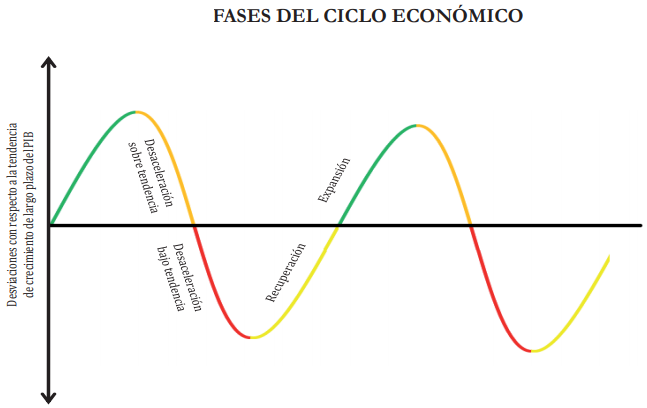 FASES DEL CICLO ECONÓMICO
Desviaciones con respecto a la tendencia
de crecimiento de largo plazo del PIB
Desaceleración
sobre tendencia
Desaceleración
bajo tendencia
Recuperación
Expansión